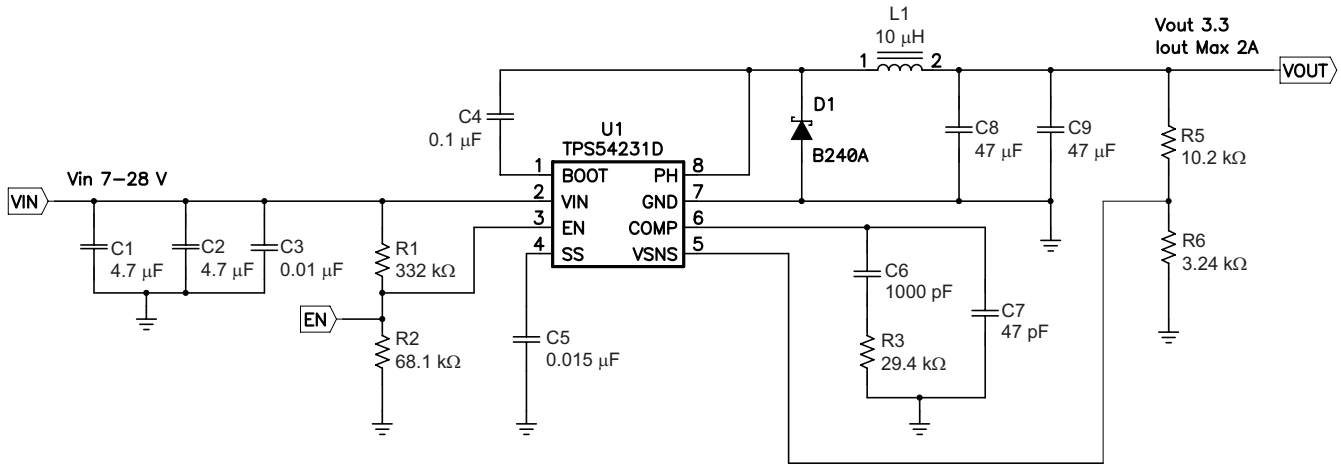 L1
10 μH
Vout 3.3
Iout Max 2A
1
2
VOUT
C4
0.1 μF
D1
B240A
C8
47 μF
C9
47 μF
R5
10.2 kΩ
U1
TPS54231D
1
BOOT
PH
8
Vin 7-28 V
VIN
2
VIN
GND
7
3
EN
COMP
6
4
SS
VSNS
5
C1
4.7 μF
C2
4.7 μF
C3
0.01 μF
R1
332 kΩ
R6
3.24 kΩ
C6
1000 pF
EN
C7
47 pF
R2
68.1 kΩ
C5
0.015 μF
R3
29.4 kΩ